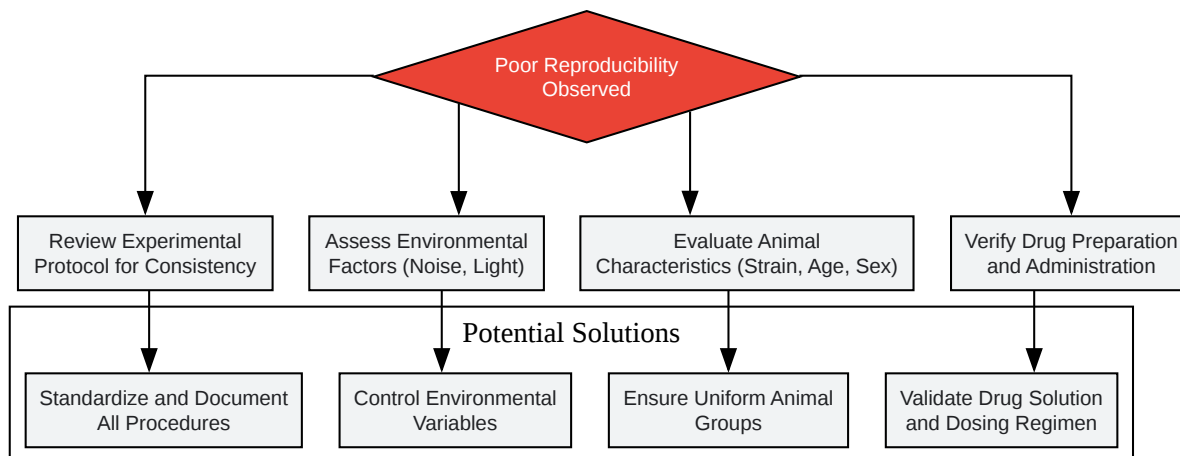 Poor Reproducibility
Observed
Review Experimental
Protocol for Consistency
Assess Environmental
Factors (Noise, Light)
Evaluate Animal
Characteristics (Strain, Age, Sex)
Verify Drug Preparation
and Administration
Potential Solutions
Standardize and Document
All Procedures
Control Environmental
Variables
Ensure Uniform Animal
Groups
Validate Drug Solution
and Dosing Regimen